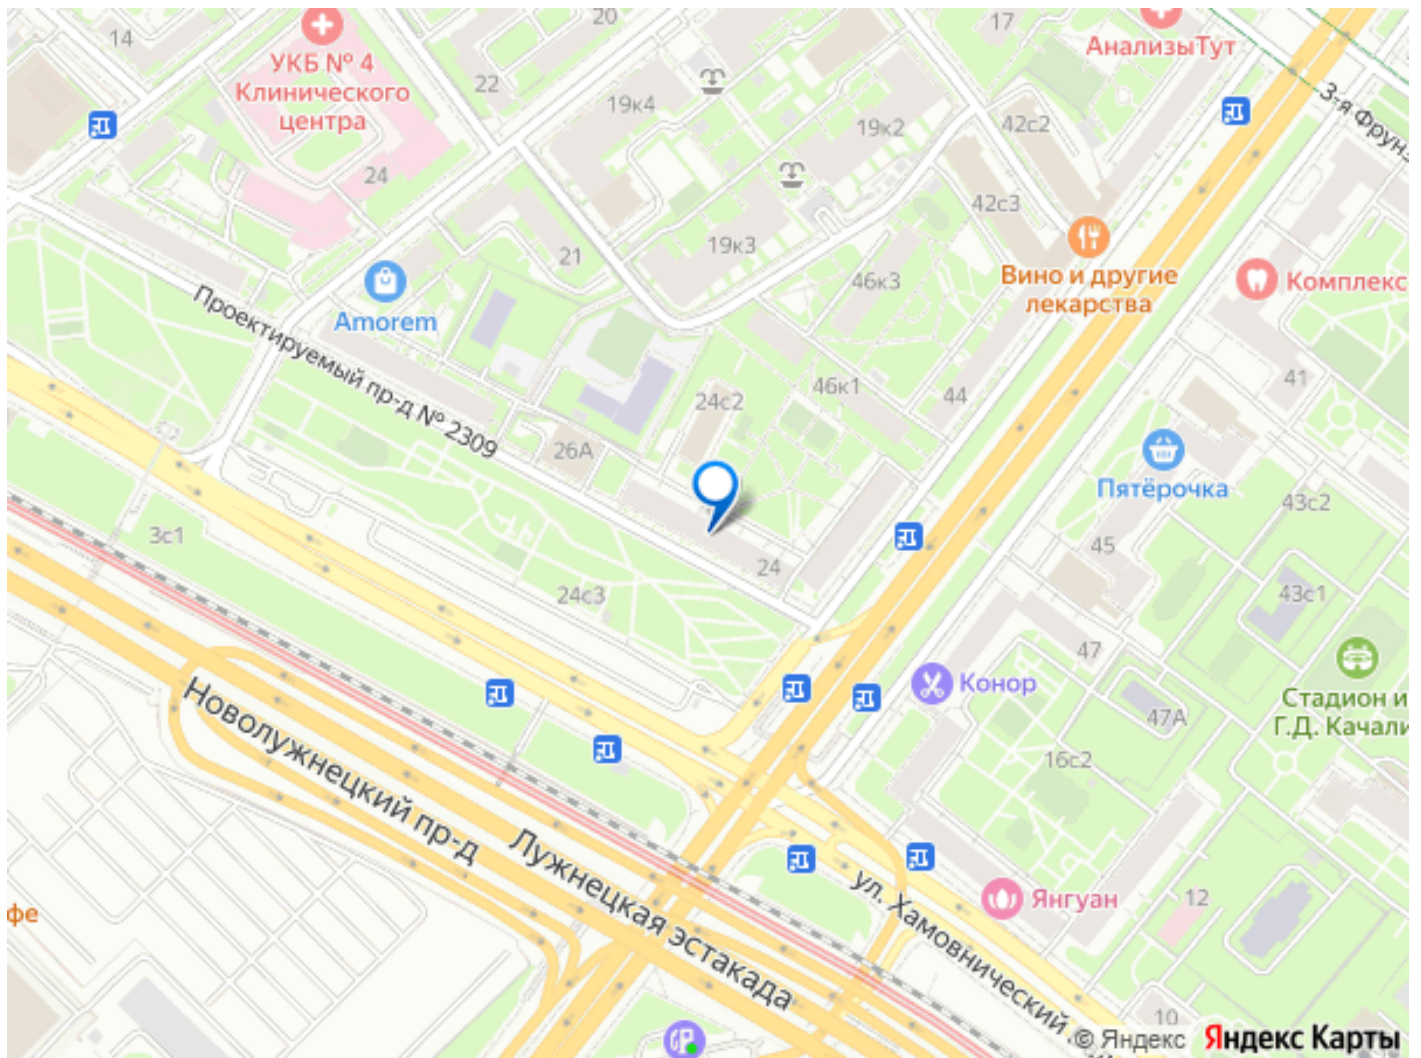 14
20
17
АнализыТут
УКБ № 4
Клинического
центра
22
19к4
19к2
42с2
3-я Фрунз
24
42с3
21
19к3
46к3
Вино и другие
лекарства
Комплекс
Amorem
Проектируемый пр-д № 2309
24с2
46к1
44
41
26А
Пятёрочка
43с2
3с1
45
24
24с3
43с1
47
Конор
Стадион и
Г.Д. Качали
47А
16с2
Новолужнецкий пр-д
Лужнецкая эстакада
ул. Хамовнический
Янгуан
12
фе
10
© Яндекс Яндекс Карты